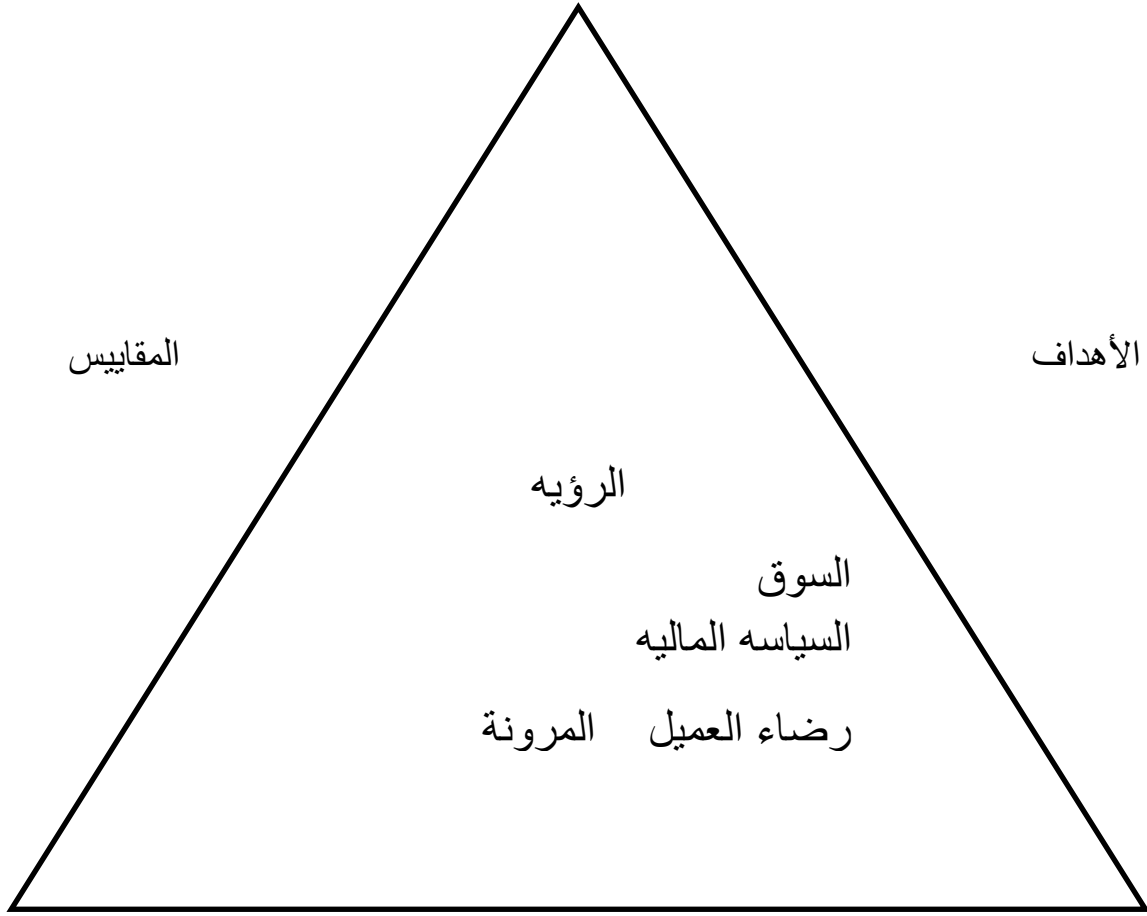 الأهداف
المقاييس
الرؤيه
السوق
السياسه الماليه
رضاء العميل المرونة